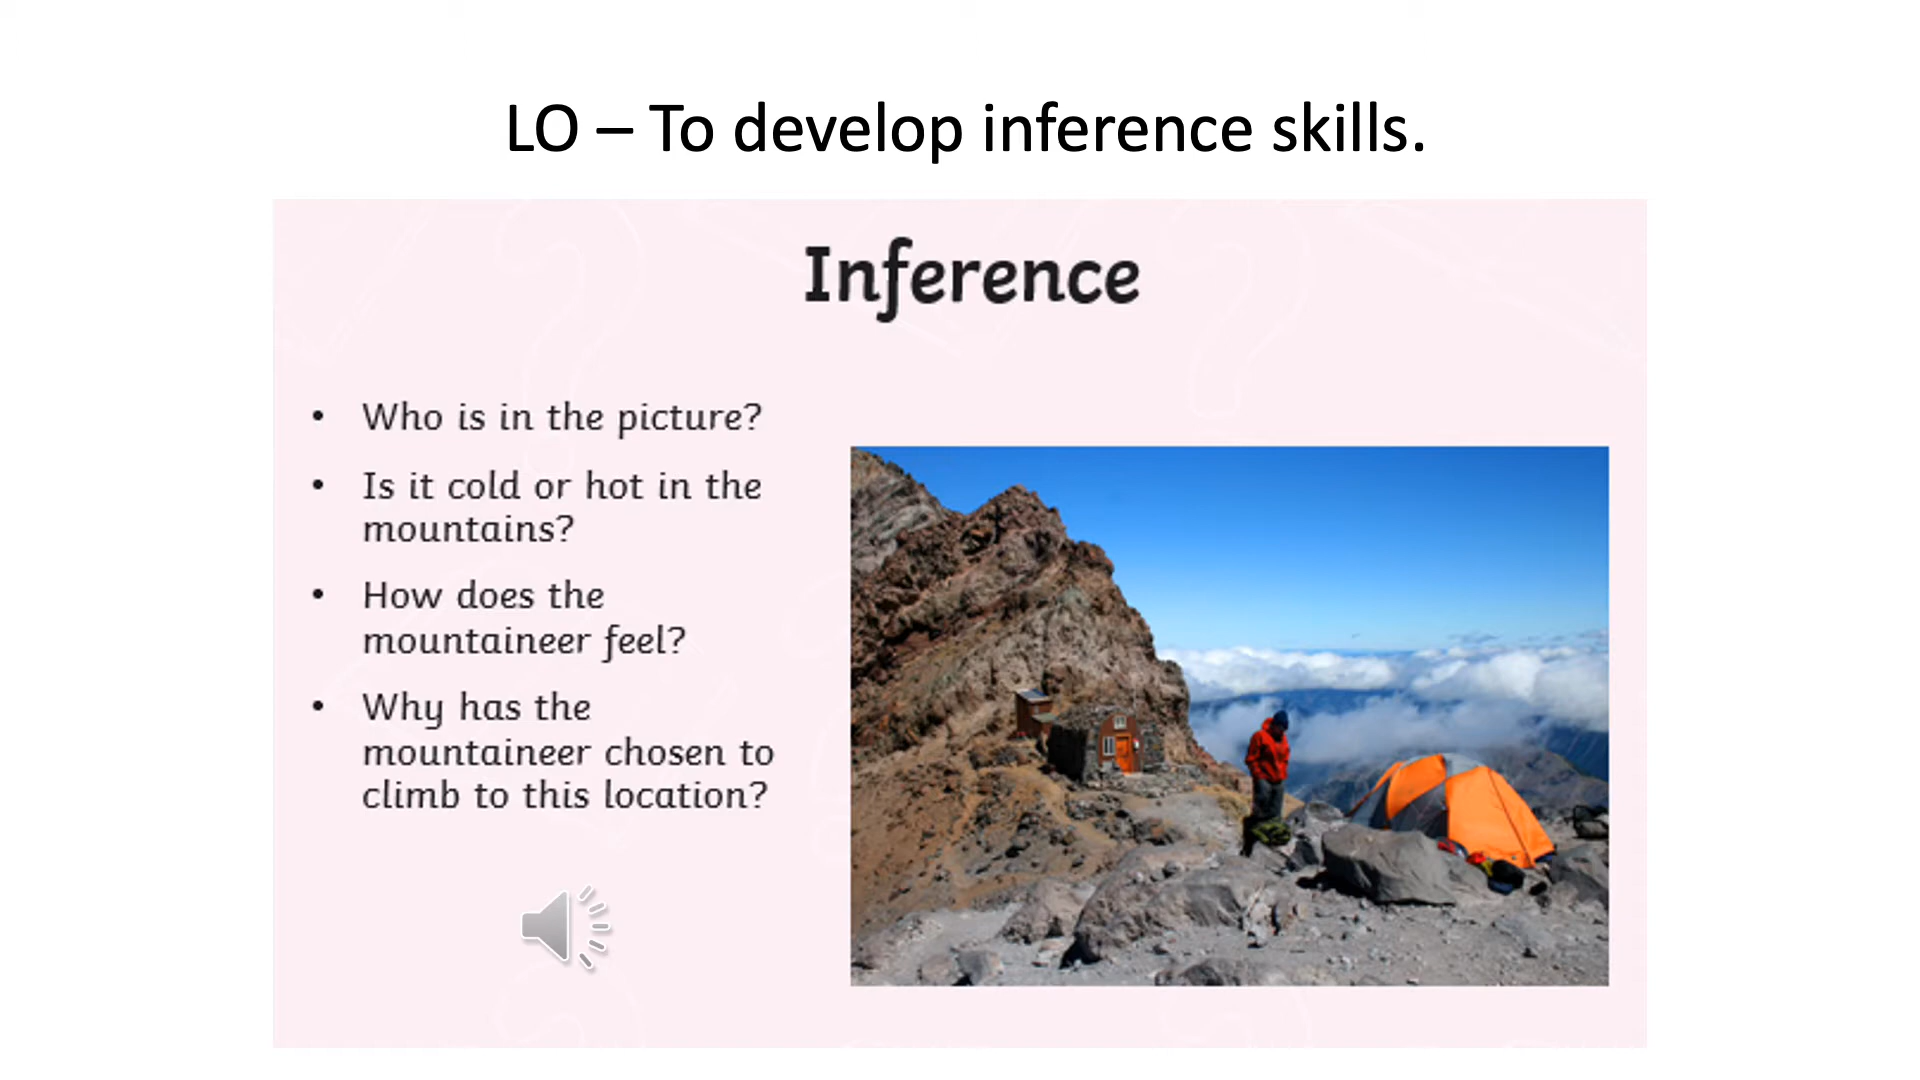 LO – To develop inference skills.
Inference
• Who is in the picture?
• Is it cold or hot in the
mountains?
• How does the
mountaineer feel?
• Why has the
mountaineer chosen to
climb to this location?